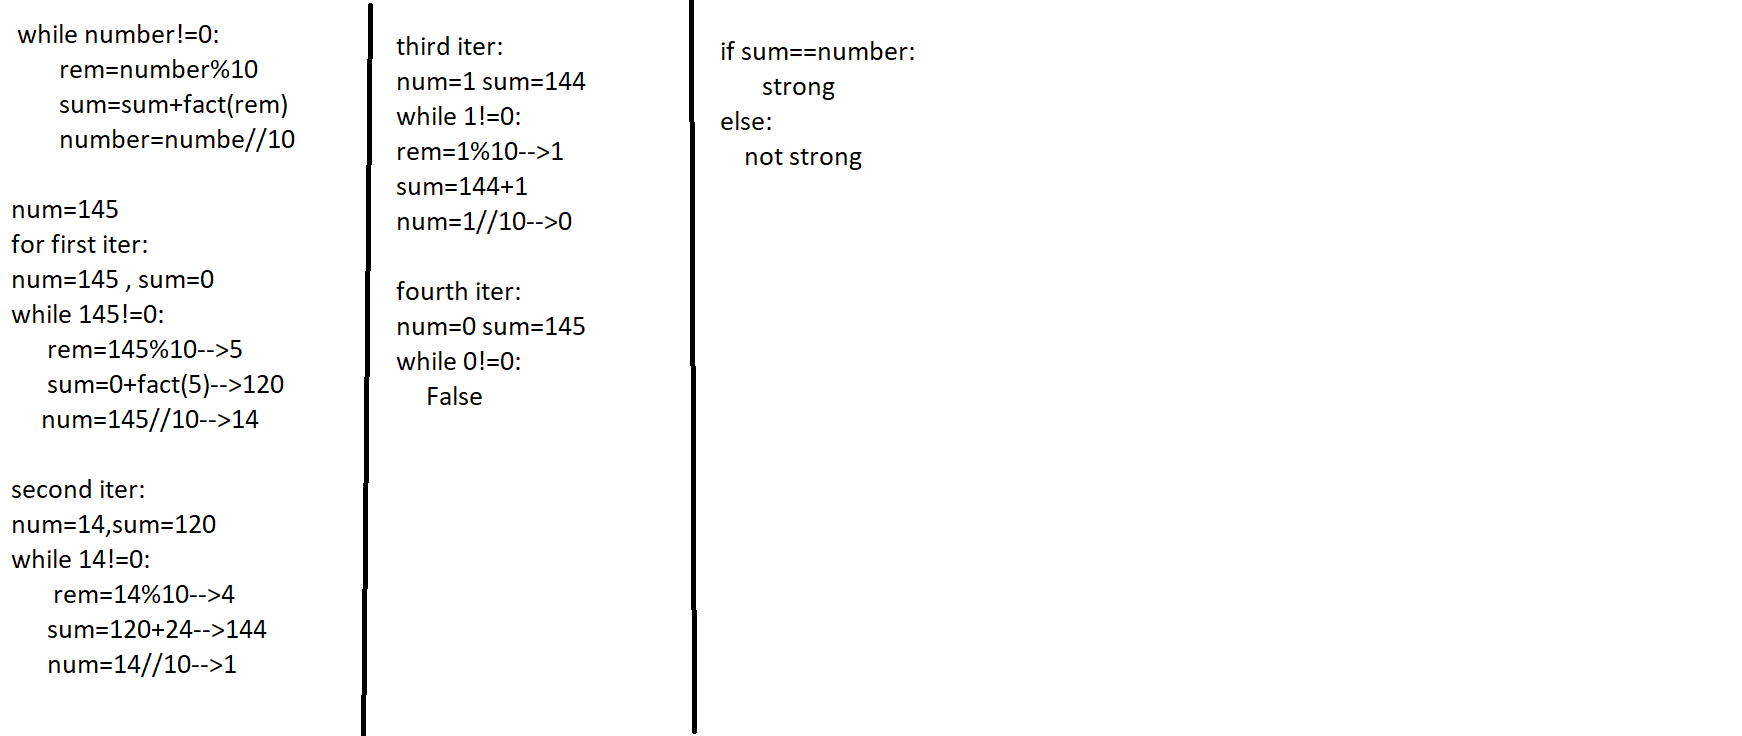 while number!=0:
rem=number%10
sum=sum+fact(rem)
number=numbe//10
num=145
for first iter:
num=145 , sum=0
while 145!=0:
rem=145%10-->5
sum=0+fact(5)-->120
num=145//10-->14
second iter:
num=14,sum=120
while 14!=0:
rem=14%10-->4
sum=120+24-->144
num=14//10-->1
third iter:
num=1 sum=144
while 1!=0:
rem=1%10-->1
sum=144+1
num=1//10-->0
fourth iter:
num=0 sum=145
while 0!=0:
False
if sum==number:
strong
else:
not strong